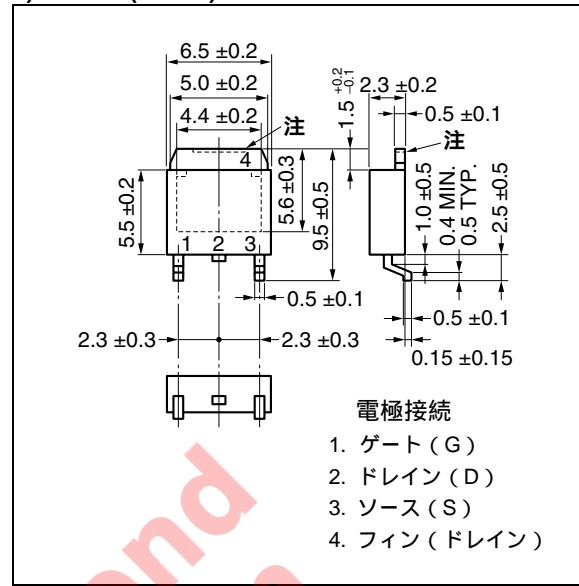 6.5 ±0.2
5.0 ±0.2
4.4 ±0.2
注
4
5.5 ±0.2
5.6 ±0.3
9.5 ±0.5
1 2 3
0.5 ±0.1
2.3 ±0.3
2.3 ±0.3
1.5 +0.2 −0.1
2.3 ±0.2
0.5 ±0.1
注
1.0 ±0.5
0.4 MIN.
0.5 TYP.
2.5 ±0.5
0.5 ±0.1
0.15 ±0.15
電極接続
1. ゲート(G)
2. ドレイン(D)
3. ソース(S)
4. フィン(ドレイン)